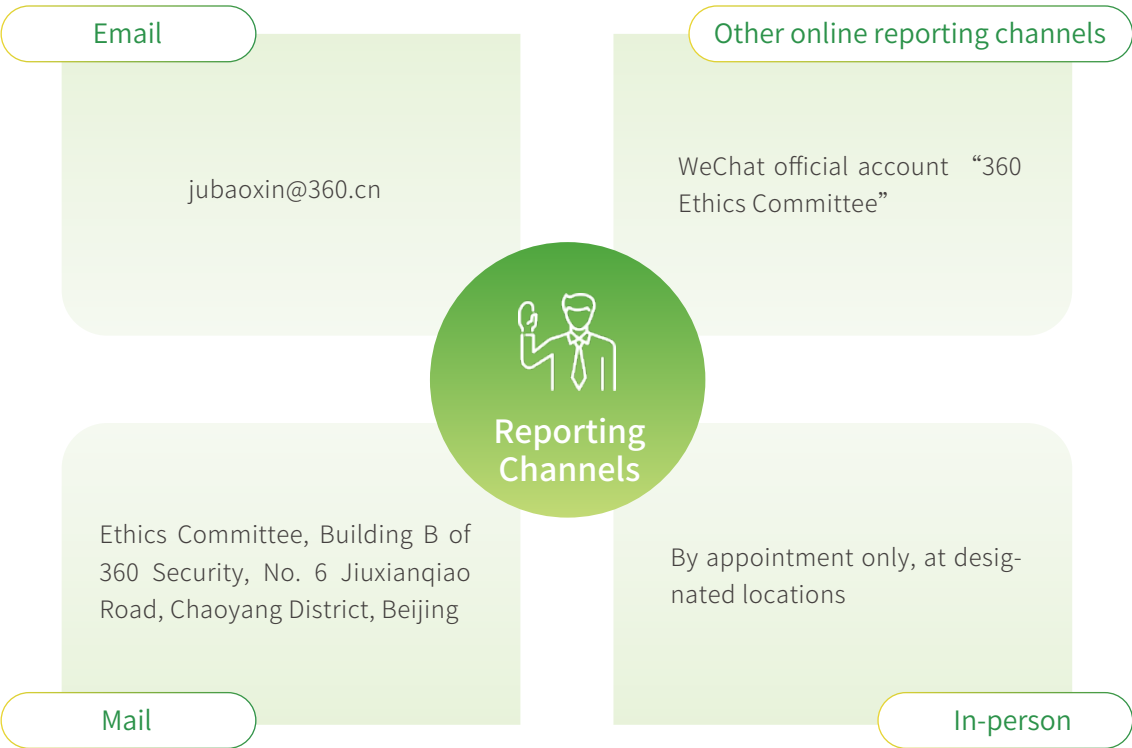 Email
jubaoxin@360.cn
Other online reporting channels
WeChat official account “360
Ethics Committee”
Reporting
Channels
Ethics Committee, Building B of
360 Security, No. 6 Jiuxianqiao
Road, Chaoyang District, Beijing
Mail
By appointment only, at desig-
nated locations
In-person